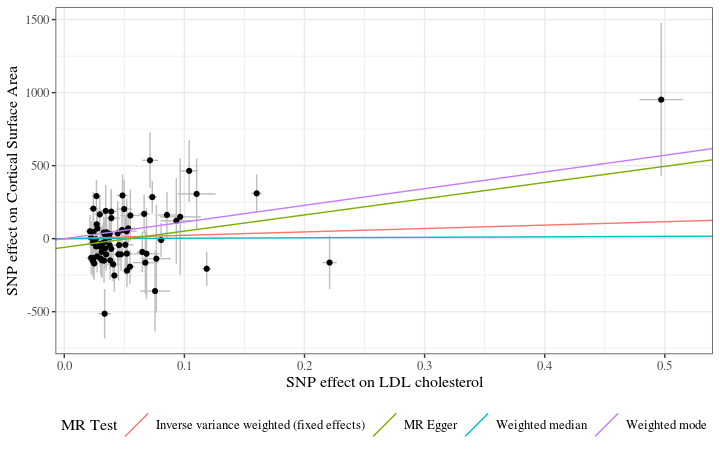 1500
1000
500
0
-500
SNP effect on Cortical Surface Area
0.0 0.1 0.2 0.3 0.4 0.5
SNP effect on LDL cholesterol
MR Test Inverse variance weighted (fixed effects) MR Egger Weighted median Weighted mode